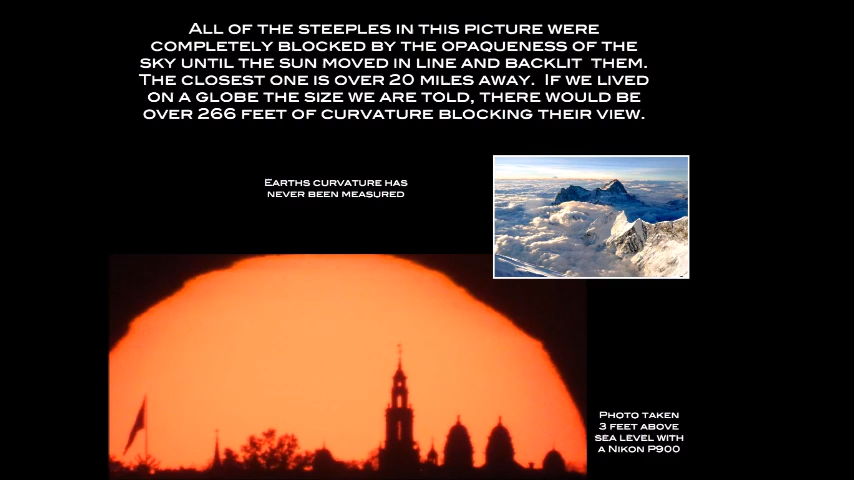 ALL OF THE STEEPLES IN THIS PICTURE WERE
COMPLETELY BLOCKED BY THE OPAQUENESS OF THE
SKY UNTIL THE SUN MOVED IN LINE AND BACKLIT THEM.
THE CLOSEST ONE IS OVER 20 MILES AWAY. IF WE LIVED
ON A GLOBE THE SIZE WE ARE TOLD, THERE WOULD BE
OVER 266 FEET OF CURVATURE BLOCKING THEIR VIEW.
EARTHS CURVATURE HAS
NEVER BEEN MEASURED
PHOTO TAKEN
3 FEET ABOVE
SEA LEVEL WITH
A NIKON P900